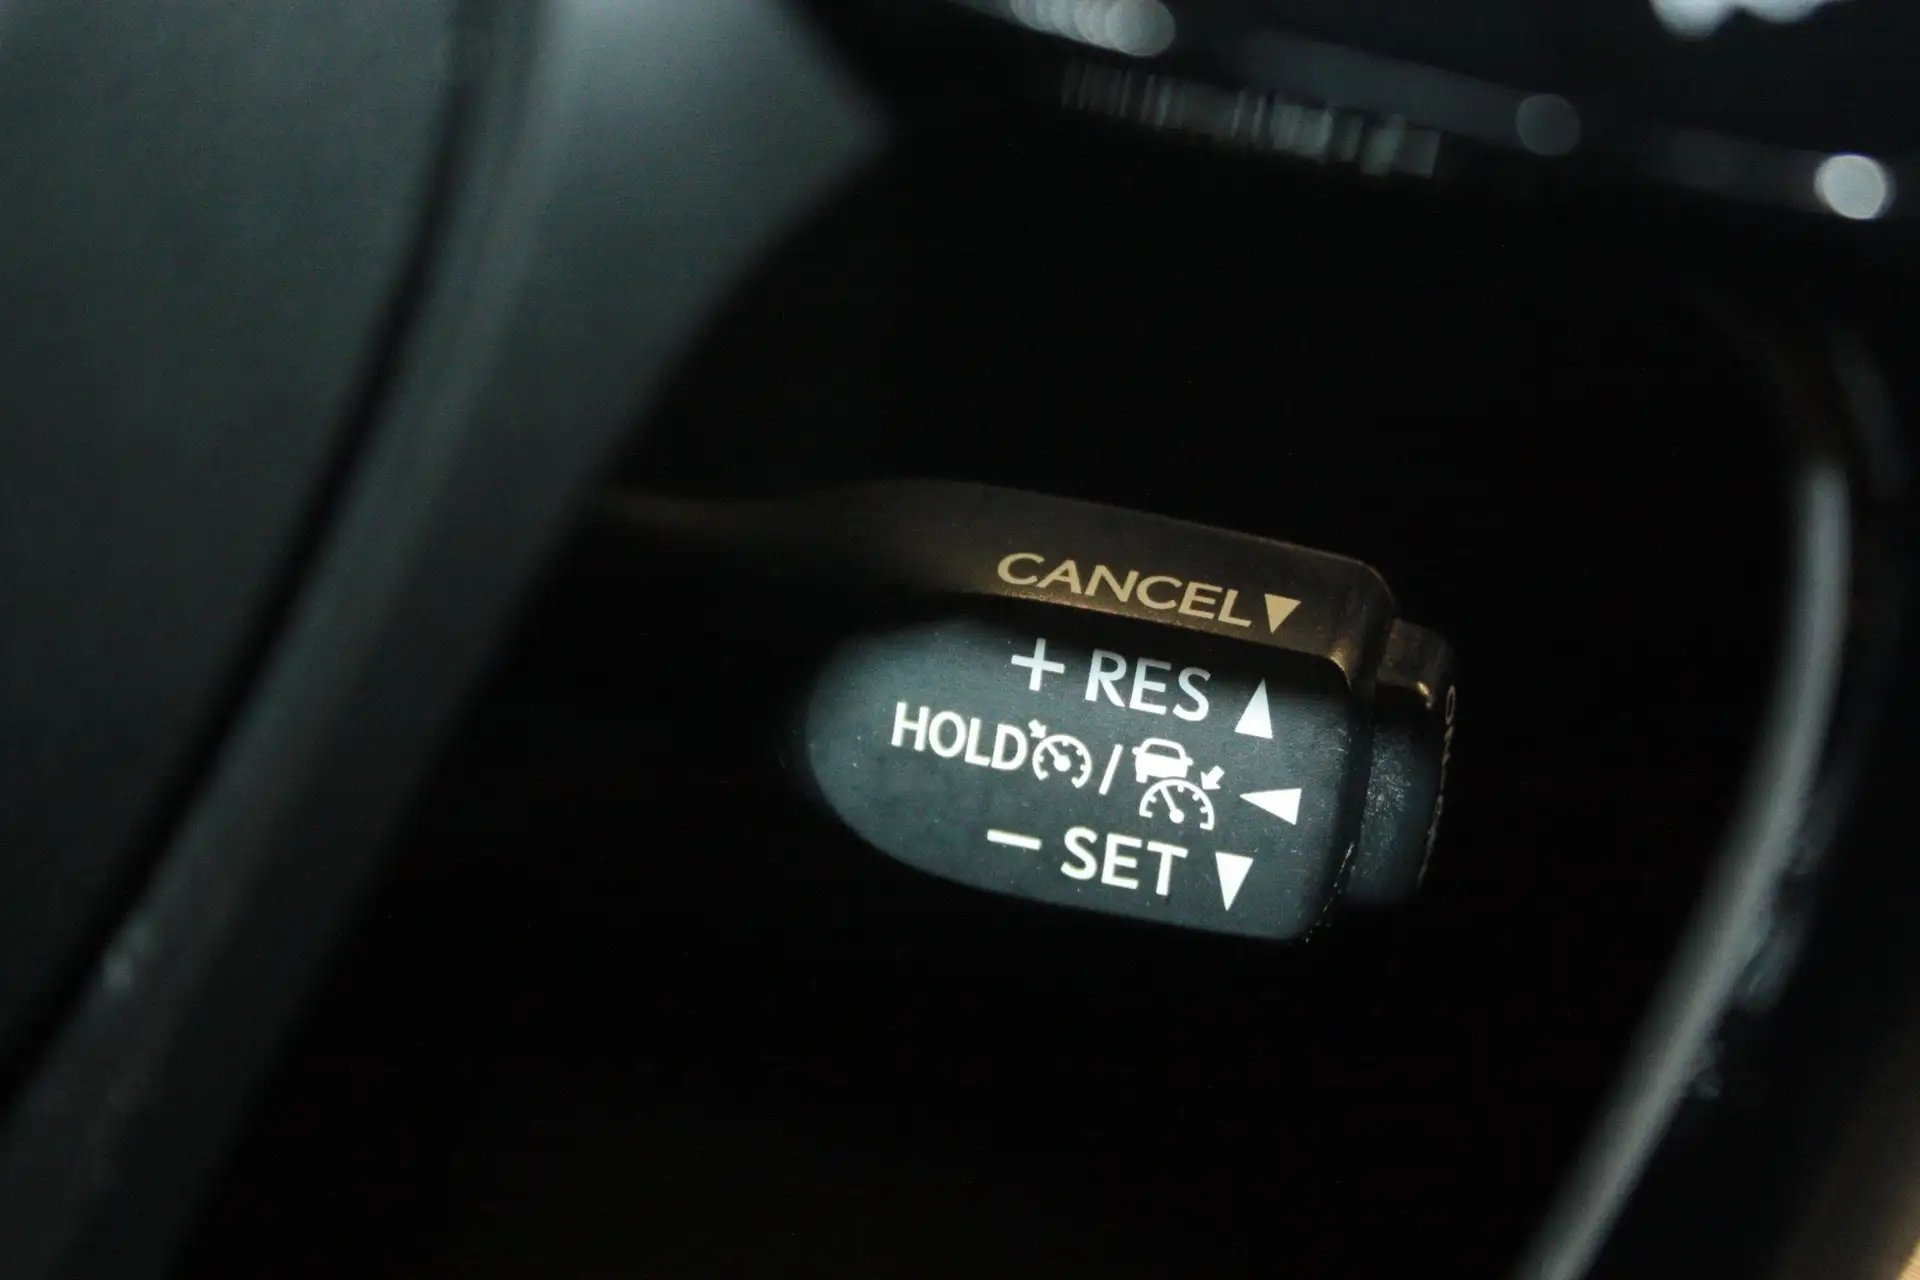 CANCEL▼
+ RES ▲
HOLD / ◀
− SET ▼